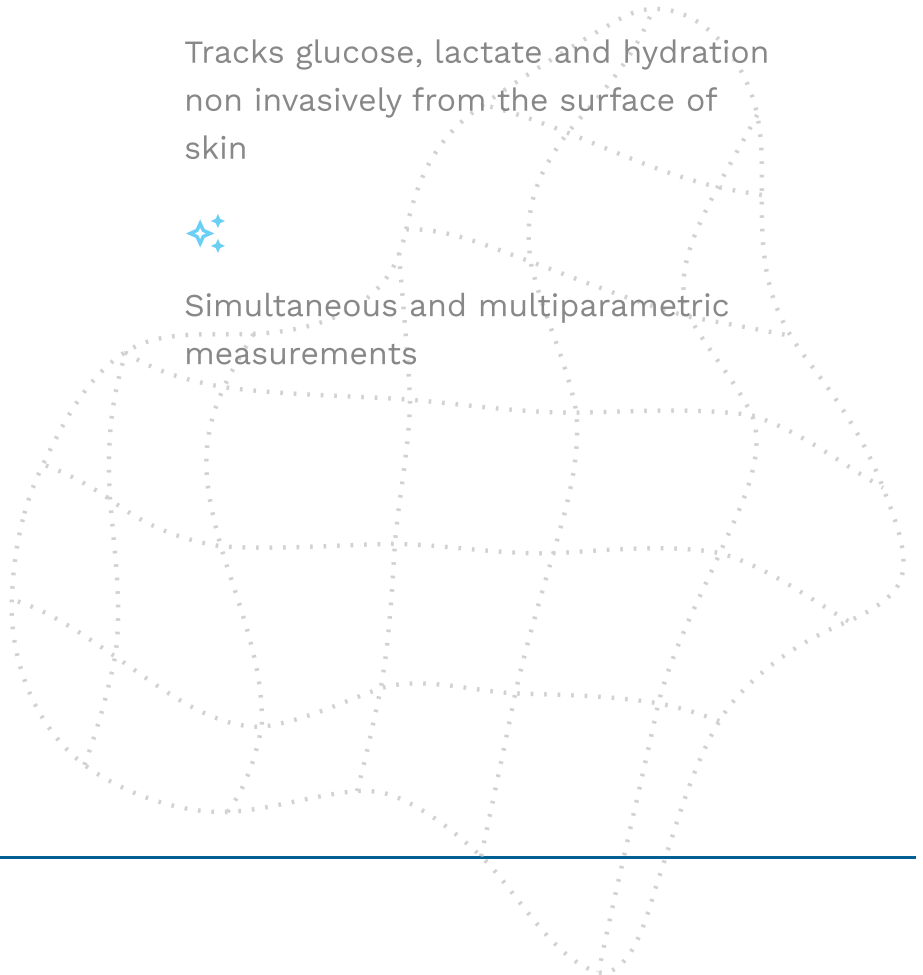 Tracks glucose, lactate and hydration
non invasively from the surface of
skin
Simultaneous and multiparametric
measurements